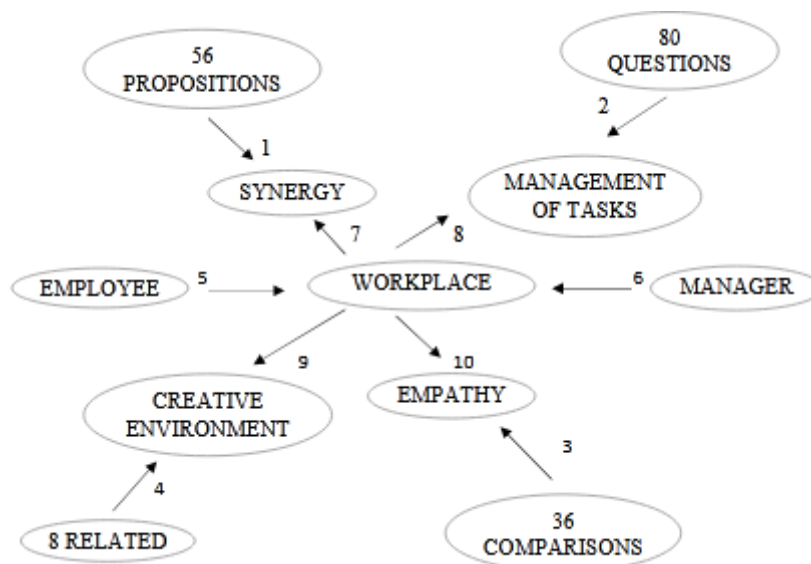 56
PROPOSITIONS
80
QUESTIONS
1
2
SYNERGY
MANAGEMENT
OF TASKS
7
8
EMPLOYEE
5
WORKPLACE
6
MANAGER
9
10
CREATIVE
ENVIRONMENT
EMPATHY
4
3
8 RELATED
36
COMPARISONS